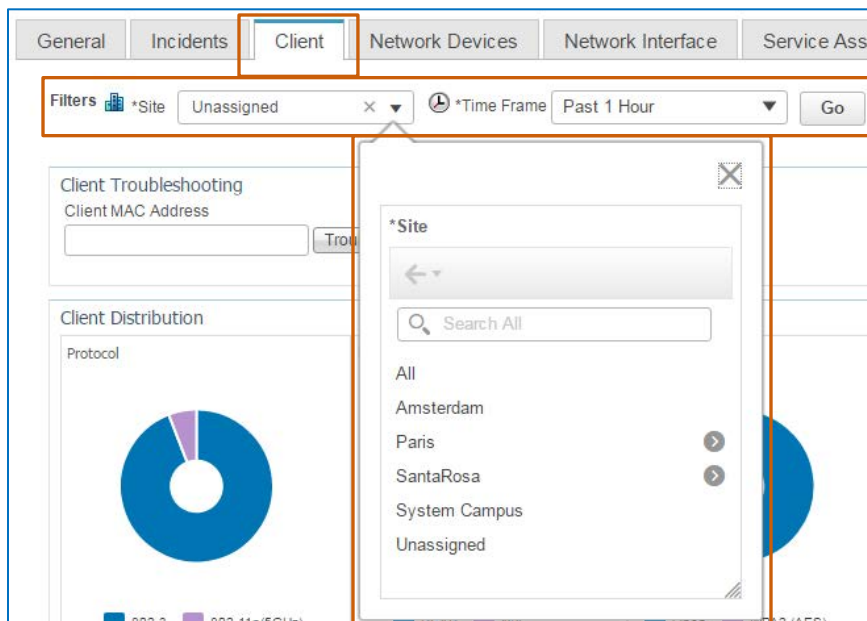 General Incidents Client Network Devices Network Interface Service Ass
Filters *Site Unassigned *Time Frame Past 1 Hour Go
Client Troubleshooting
Client MAC Address
Trou
*Site
Search All
Client Distribution
Protocol
All
Amsterdam
Paris
SantaRosa
System Campus
Unassigned